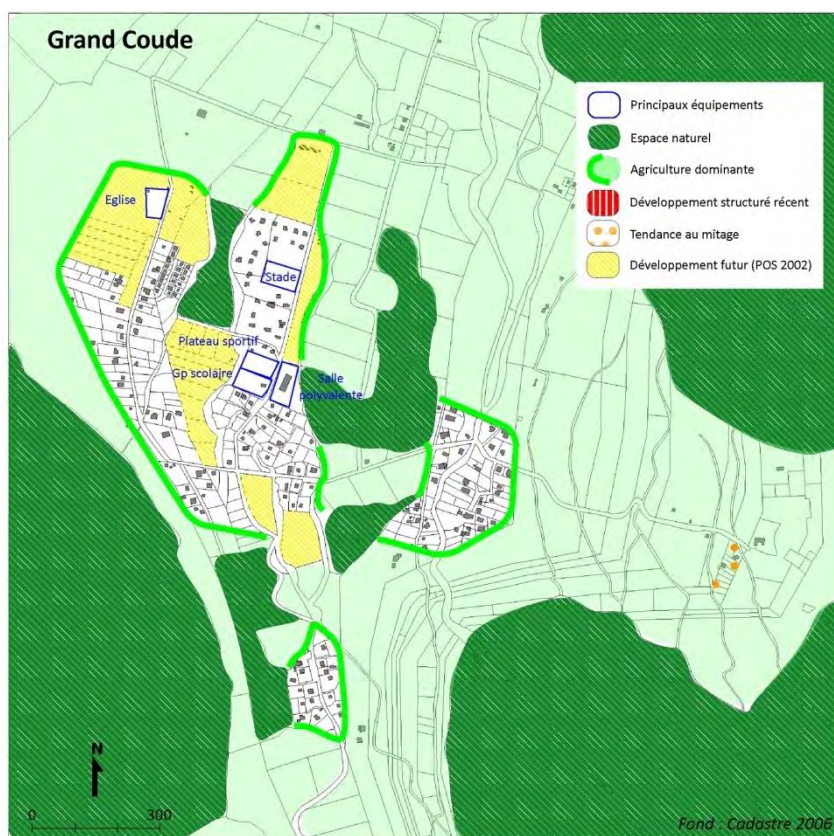 Grand Coude
Principaux équipements
Espace naturel
Agriculture dominante
Développement structuré récent
Tendance au mitage
Développement futur (POS 2002)
Eglise
Stade
Plateau sportif
Gp scolaire
Salle
polyvalente
N
0 300
Fond : Cadastre 2006